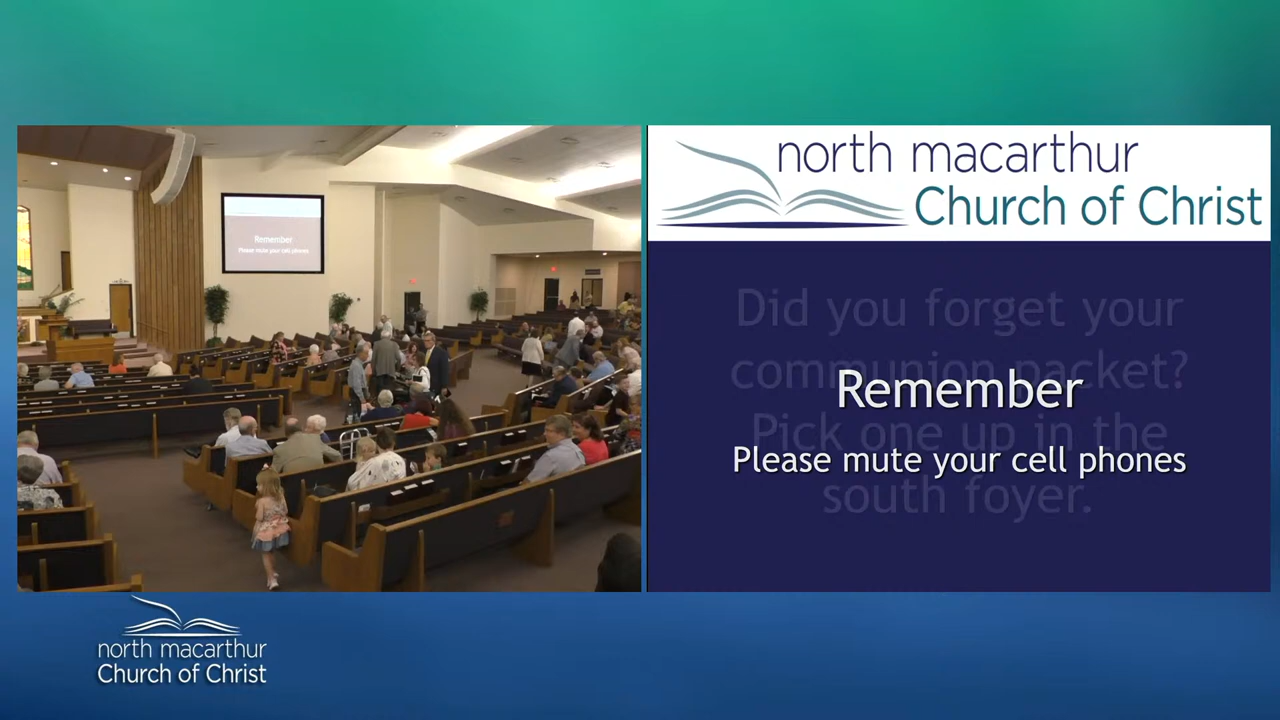 Remember
Please mute your cell phones
north macarthur
Church of Christ
Did you forget your
communion packet?
Remember
Pick one up in the
Please mute your cell phones
south foyer.
north macarthur
Church of Christ